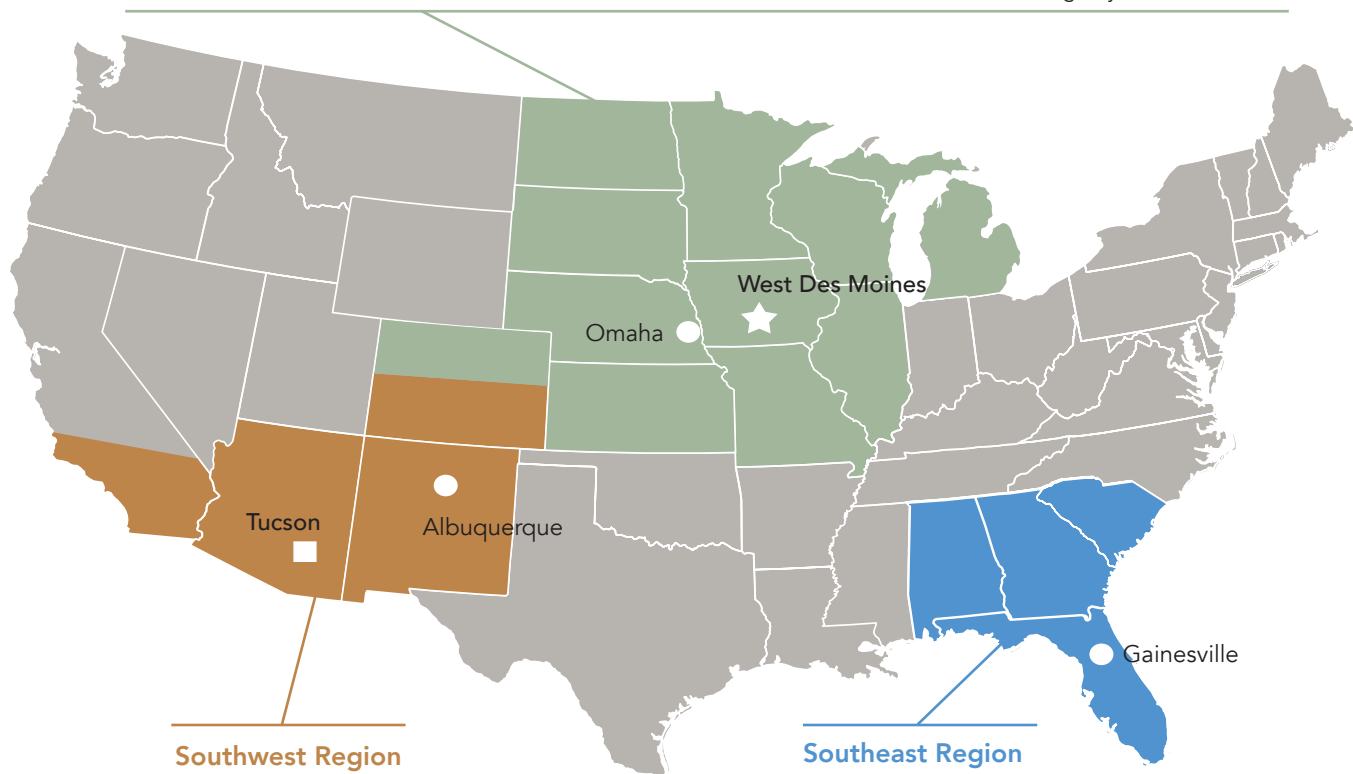 West Des Moines
Omaha
Tucson
Albuquerque
Gainesville
Southwest Region
Southeast Region